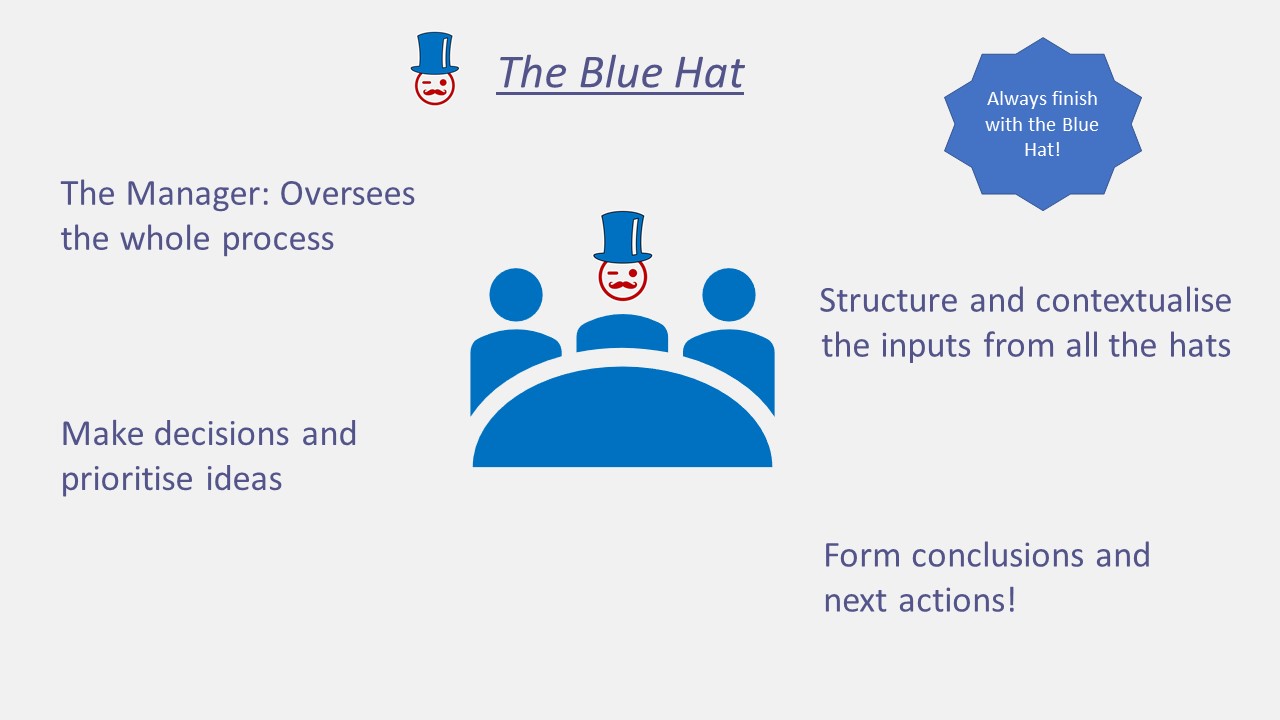 The Blue Hat
Always finish
with the Blue
Hat!
The Manager: Oversees
the whole process
Structure and contextualise
the inputs from all the hats
Make decisions and
prioritise ideas
Form conclusions and
next actions!